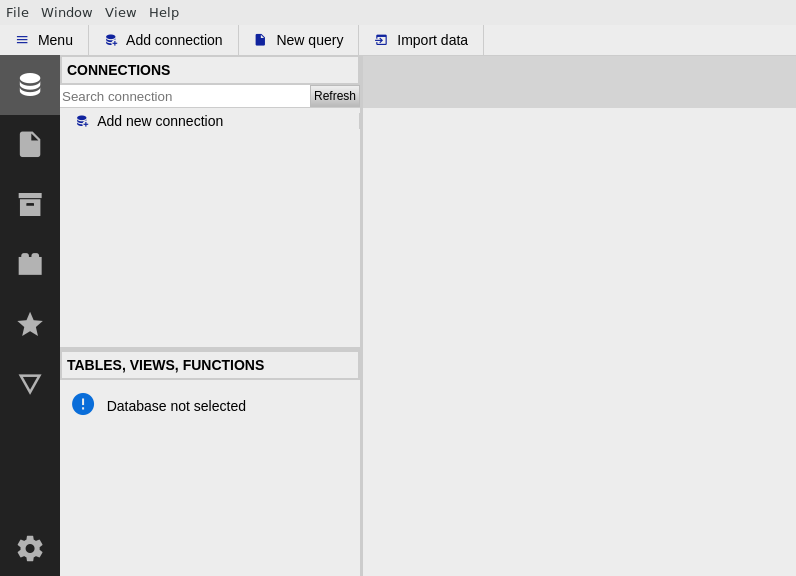 File Window View Help
Menu Add connection New query Import data
CONNECTIONS
Search connection Refresh
Add new connection
TABLES, VIEWS, FUNCTIONS
Database not selected